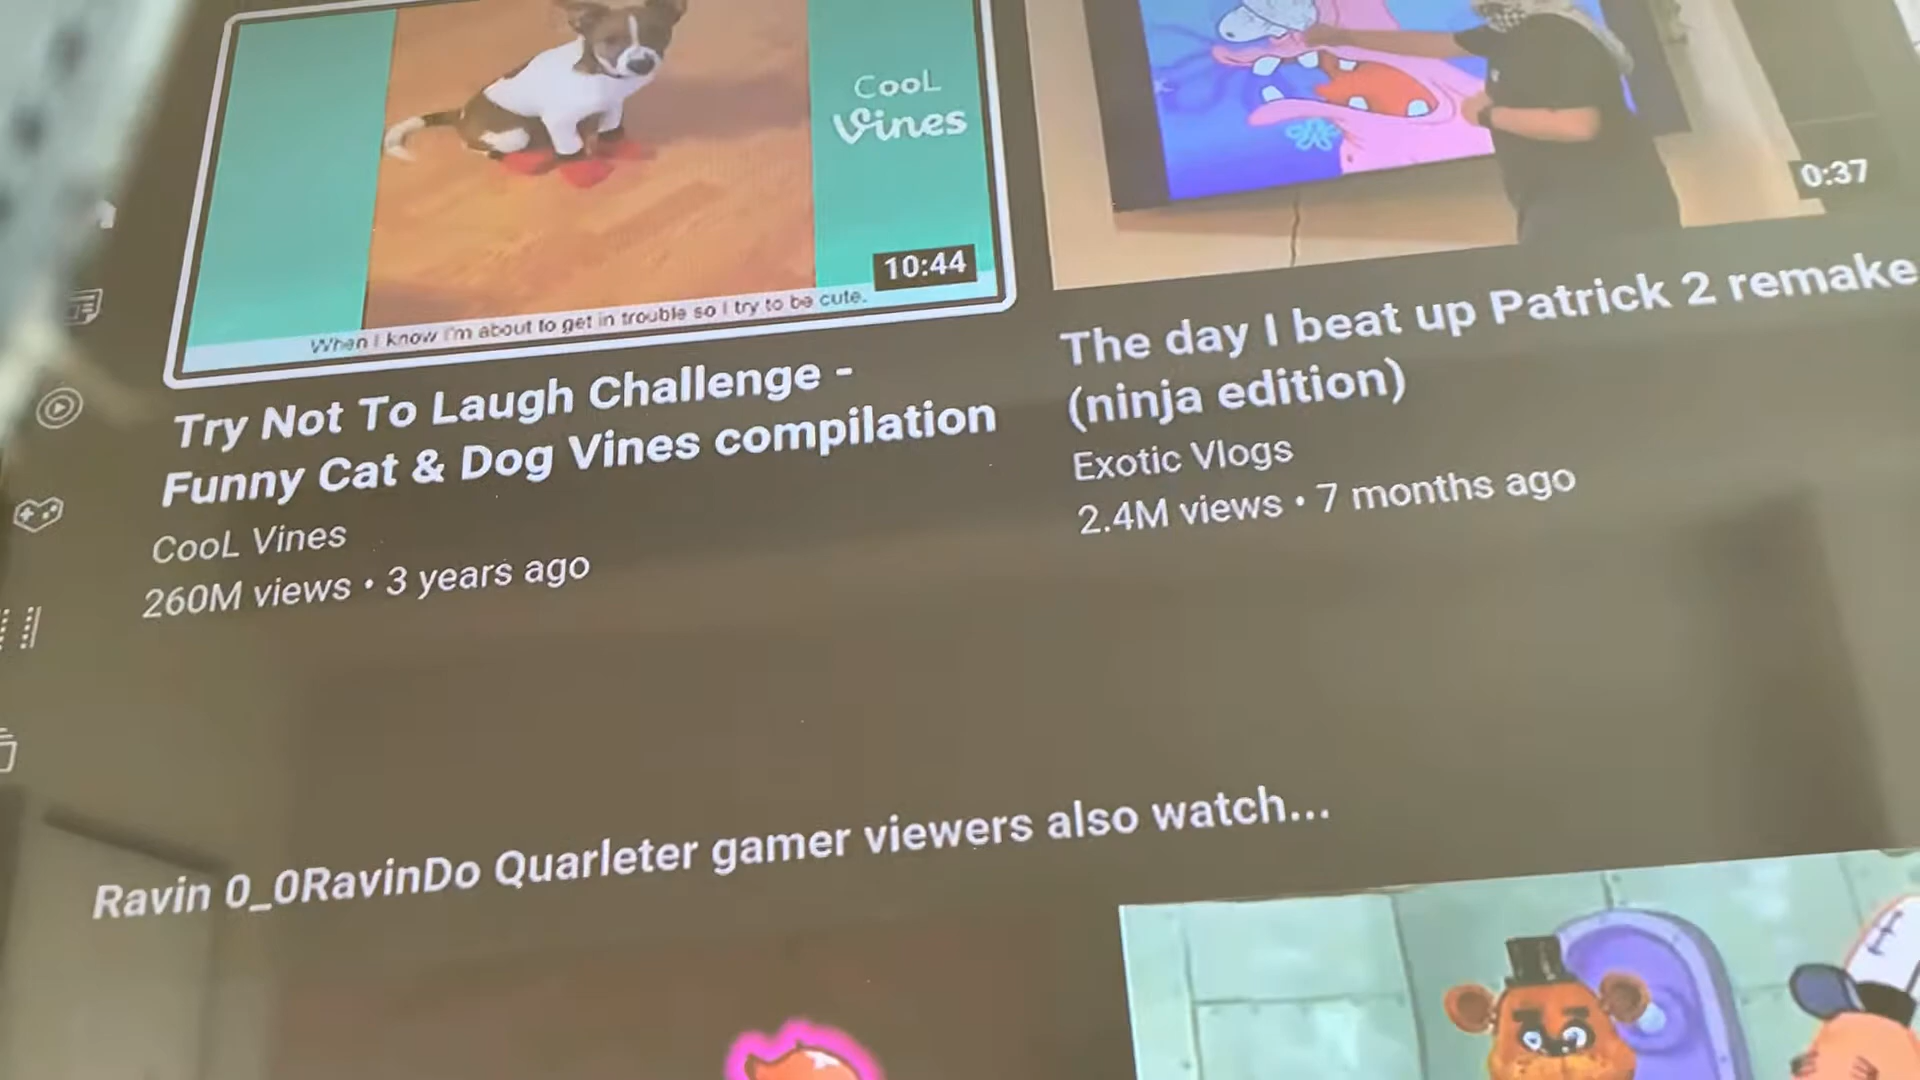 CooL
Vines
10:44
When I know i'm about to get in trouble so I try to be cute.
0:37
Try Not To Laugh Challenge -
Funny Cat & Dog Vines compilation
CooL Vines
260M views • 3 years ago
The day I beat up Patrick 2 remake
(ninja edition)
Exotic Vlogs
2.4M views • 7 months ago
Ravin 0_0RavinDo Quarleter gamer viewers also watch...